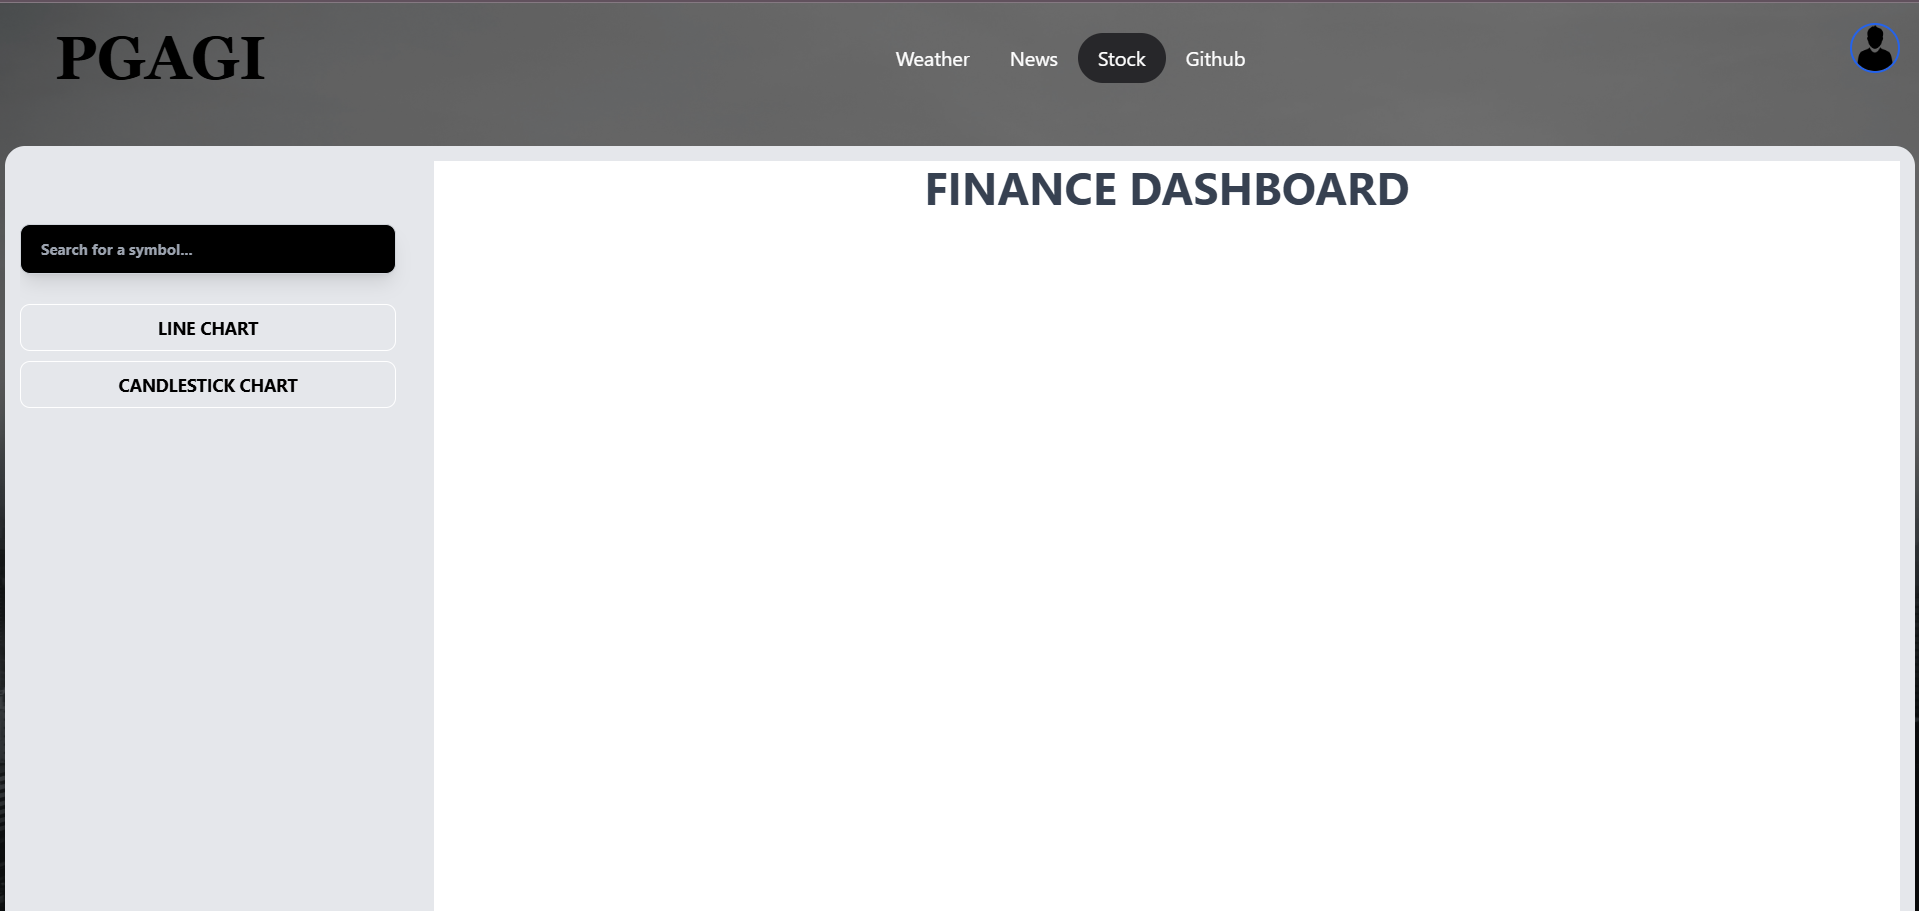 PGAGI
Weather
News
Stock
Github
FINANCE DASHBOARD
Search for a symbol...
LINE CHART
CANDLESTICK CHART